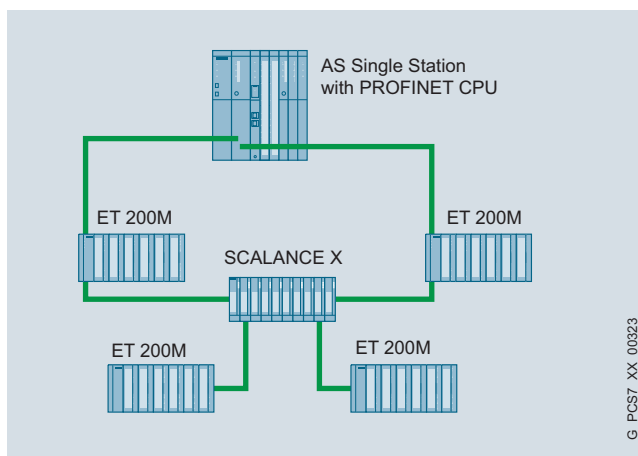 AS Single Station
with PROFINET CPU
ET 200M
ET 200M
SCALANCE X
ET 200M
ET 200M
G_PCS7_XX_00323